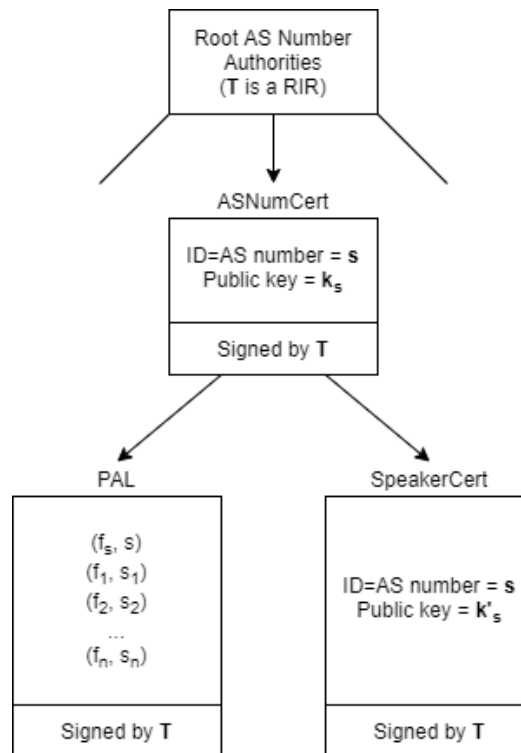 Root AS Number
Authorities
(T is a RIR)
ASNumCert
ID=AS number = s
Public key = kₛ
Signed by T
PAL
(fₛ, s)
(f₁, s₁)
(f₂, s₂)
...
(fₙ, sₙ)
Signed by T
SpeakerCert
ID=AS number = s
Public key = k'ₛ
Signed by T